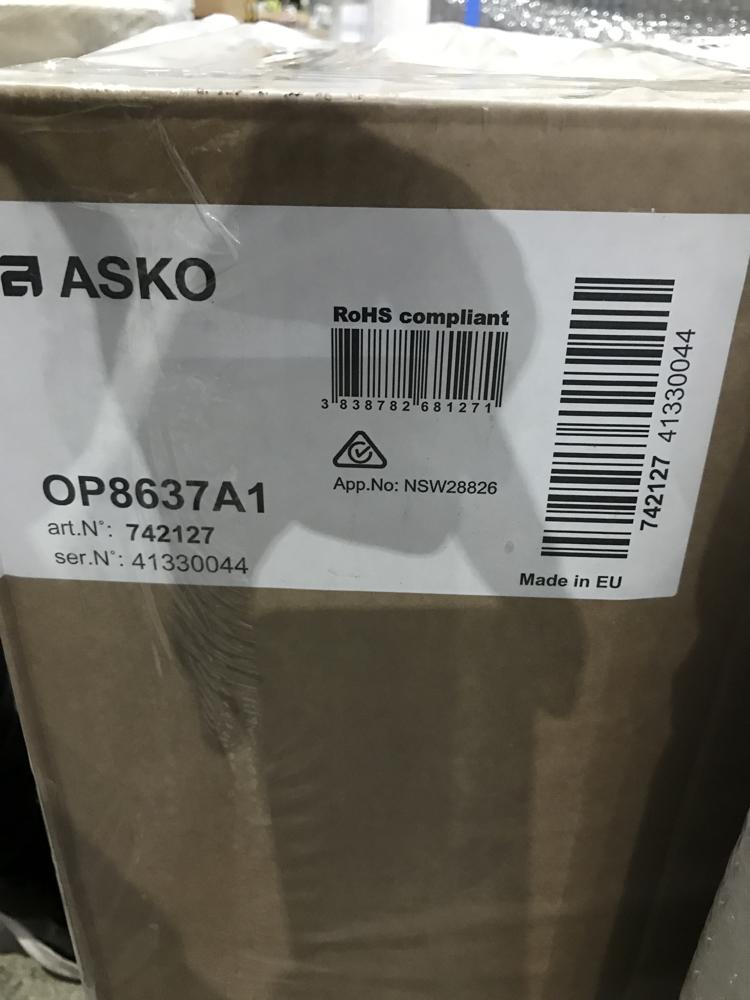 ASKO
RoHS compliant
3 838782 681271
App.No: NSW28826
OP8637A1
art.N°: 742127
ser.N°: 41330044
742127 41330044
Made in EU